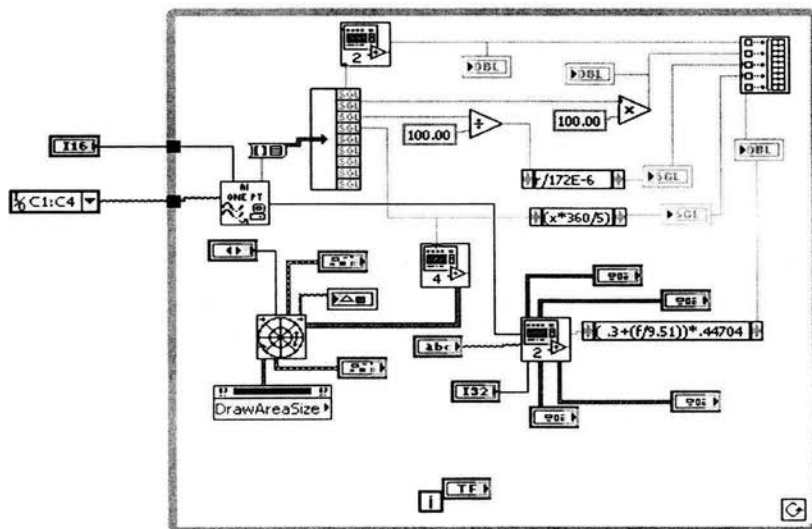 2
DBL
DBL
SGL
SGL
SGL
SGL
SGL
SGL
SGL
SGL
100.00
÷
100.00
×
DBL
I16
/172E-6
SGL
AI
ONE PT
I/O C1:C4
(x*360/5)
SGL
4
abc
2
( .3+(f/9.51))*.44704
I32
DrawAreaSize
i
TF